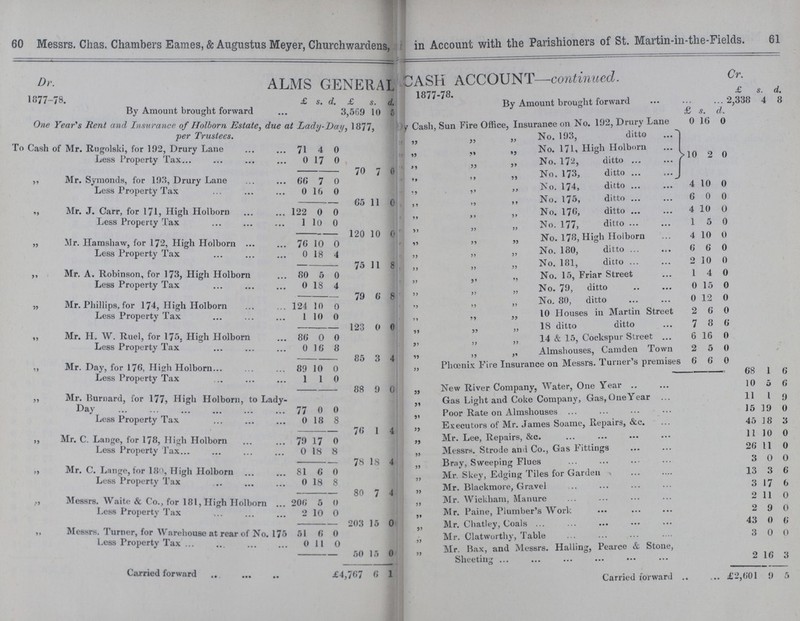 60 Messrs. Chas. Chambers Eames, & Augustus Meyer, Churchwardens,
Dr. ALMS GENERAL
1877-78. £ s. d. £ s. d.
By Amount brought forward ... 3,569 10
One Year's Rent and Insurance of Holborn Estate, due at Lady-Day, 1877,
per Trustees.
To Cash of Mr. Rugolski, for 192, Drury Lane ... ... 71 4 0
Less Property Tax... ... ... 0 17 0
70 7 0
„ Mr. Symonds, for 193, Drury Lane ... ... 66 7 0
Less Property Tax ... ... ... 0 16 0
65 11 0
„ Mr. J. Carr, for 171, High Holborn ... ... 122 0 0
Less Property Tax ... ... ... 1 10 0
120 10 0
„ Mr. Hamshaw, for 172, High Holborn ... ... 76 10 0
Less Property Tax ... ... ... 0 18 4
75 11 8
„ Mr. A. Robinson, for 173, High Holborn ... 80 5 0
Less Property Tax ... ... ... 0 18 4
79 6 8
„ Mr. Phillips, for 174, High Holborn ... ... 124 10 0
Less Property Tax ... ... ... 1 10 0
123 0 0
„ Mr. H. W. Ruel, for 175, High Holborn ... 86 0 0
Less Property Tax ... ... ... 0 16 8
85 3 4
„ Mr. Day, for 176, High Holborn... ... ... 89 10 0
Less Property Tax ... ... ... 1 1 0
88 9 0
„ Mr. Burnard, for 177, High Holborn, to Lady-
Day ... ... ... ... ... 77 0 0
Less Property Tax ... ... ... 0 18 8
76 1 4
„ Mr. C. Lange, for 178, High Holborn ... ... 79 17 0
Less Property Tax... ... ... 0 18 8
78 18 4
„ Mr. C. Lange, for 180, High Holborn ... ... 81 6 0
Less Property Tax ... ... ... 0 18 8
80 7 4
„ Messrs. Waite & Co., for 181, High Holborn ... 206 5 0
Less Property Tax ... ... ... 2 10 0
203 15 0
„ Messrs. Turner, for Warehouse at rear of No. 175 51 6 0
Less Property Tax ... ... ... 0 11 0
50 15 0
Carried forward ... ... ... £4,767 6 1
in Account with the Parishioners of St. Martin-in-the-Fields. 61
CASH ACCOUNT—continued. Cr.
1877-78. £ s. d.
By Amount brought forward ... ... ... 2,338 4 8
£ s. d.
Cash, Sun Fire Office, Insurance on No. 192, Drury Lane 0 16 0
„ „ „ No. 193, ditto ...
„ „ „ No. 171, High Holborn ...
„ „ „ No. 172, ditto ... ... 10 2 0
„ „ „ No. 173, ditto ...
„ „ „ No. 174, ditto ... ... 4 10 0
„ „ „ No. 175, ditto ... ... 6 0 0
„ „ „ No. 176, ditto ... ... 4 10 0
„ „ „ No. 177, ditto ... ... 1 5 0
„ „ „ No. 178, High Holborn ... 4 10 0
„ „ „ No. 180, ditto ... ... 6 6 0
„ „ „ No. 181, ditto ... ... 2 10 0
„ „ „ No. 15, Friar Street ... 1 4 0
„ „ „ No. 79, ditto ... ... 0 15 0
„ „ „ No. 80, ditto ... ... 0 12 0
„ „ „ 10 Houses in Martin Street 2 6 0
„ „ „ 18 ditto ditto ... 7 8 6
„ „ „ 14 & 15, Cockspur Street ... 6 16 0
„ „ „ Almshouses, Camden Town 2 5 0
„ Phœnix Fire Insurance on Messrs. Turner's premises 6 6 0
68 1 6
„ New River Company, Water, One Year ... ... 10 5 6
„ Gas Light and Coke Company, Gas, One Year ... 11 1 9
„ Poor Rate on Almshouses ... ... ... ... 15 19 0
„ Executors of Mr. James Soame, Repairs, &c. ... 45 18 3
„ Mr. Lee, Repairs, &c. ... ... ... ... 11 10 0
„ Messrs. Strode and Co., Gas Fittings ... ... 26 11 0
„ Bray, Sweeping Flues ... ... ... ... 3 0 0
„ Mr. Skey, Edging Tiles for Garden ... ... 13 3 6
„ Mr. Blackmore, Gravel ... ... ... ... 3 17 6
„ Mr. Wickham, Manure ... ... ... ... 2 11 0
„ Mr. Paine, Plumber's Work ... ... ... 2 9 0
„ Mr. Chatley, Coals ... ... ... ... ... 43 0 6
„ Mr. Clatworthy, Table ... ... ... ... 3 0 0
„ Mr. Bax, and Messrs. Halling, Pearce & Stone,
Sheeting ... ... ... ... ... ... 2 16 3
Carried forward ... ... £2,601 9 5